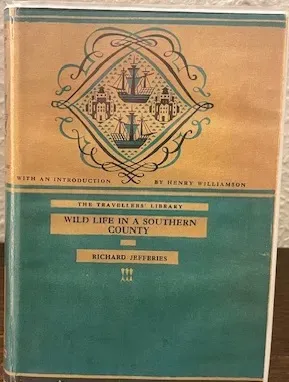 WITH AN INTRODUCTION BY HENRY WILLIAMSON
THE TRAVELLERS' LIBRARY
WILD LIFE IN A SOUTHERN
COUNTY
RICHARD JEFFERIES